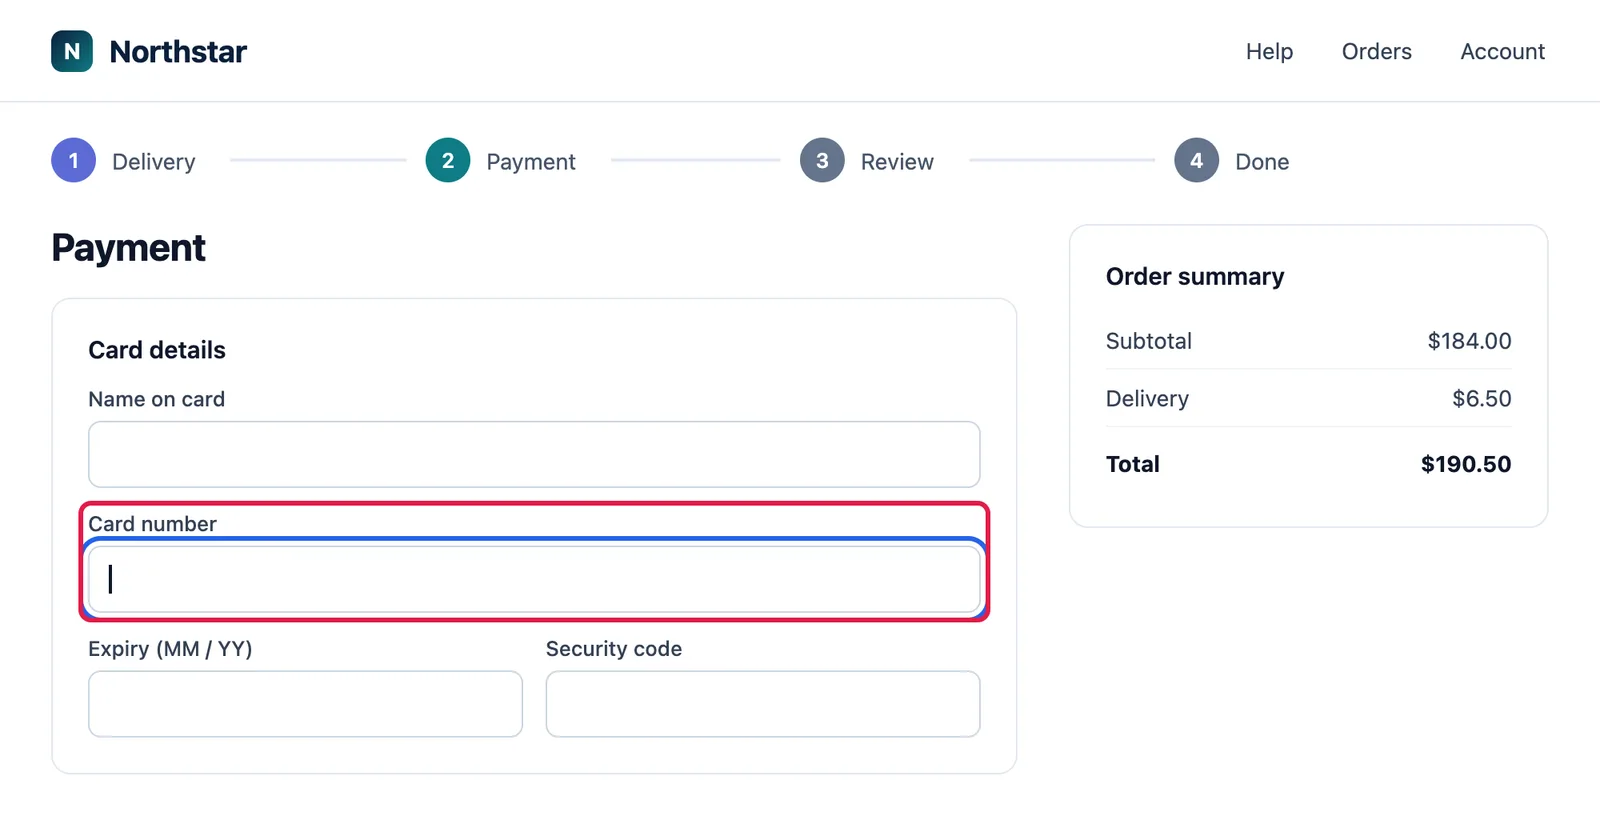 N Northstar
Help Orders Account
1 Delivery 2 Payment 3 Review 4 Done
Payment
Card details
Name on card
Card number
Expiry (MM / YY) Security code
Order summary
Subtotal $184.00
Delivery $6.50
Total $190.50